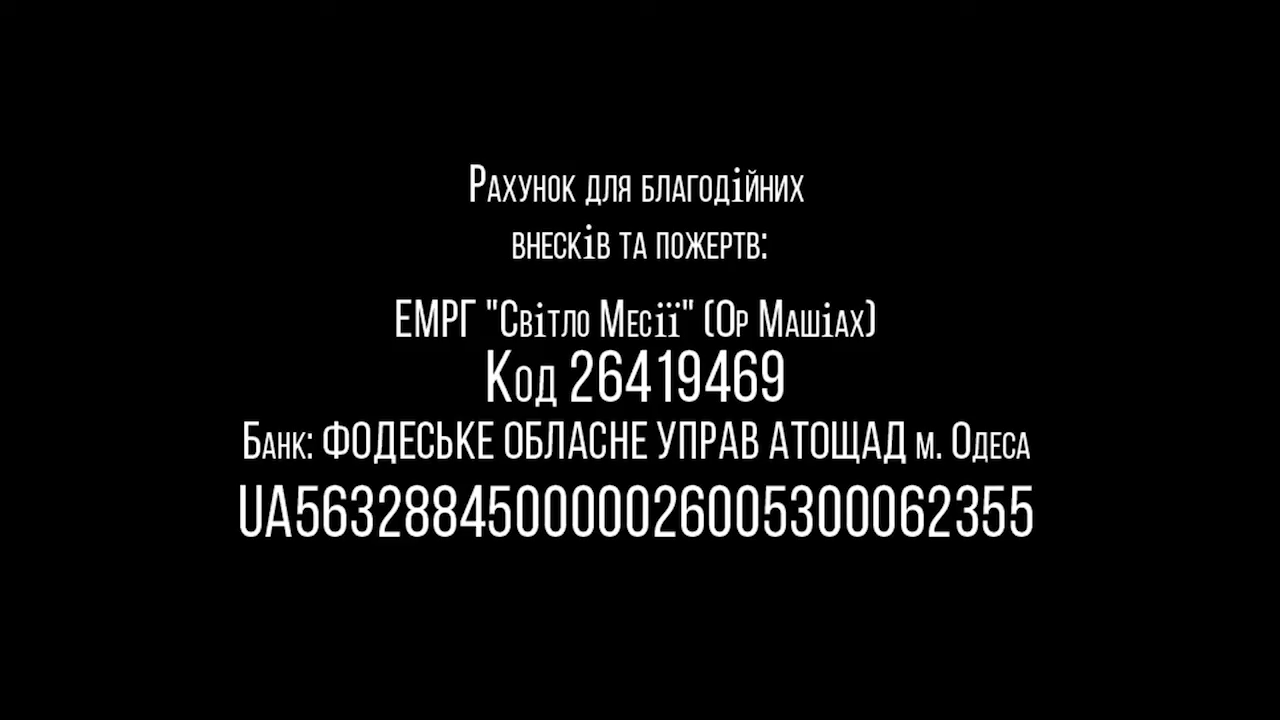 Рахунок для благодійних
внесків та пожертв:
ЕМРГ "Світло Месії" (Ор Машіах)
Код 26419469
Банк: ФОДЕСЬКЕ ОБЛАСНЕ УПРАВ АТОЩАД м. Одеса
UA563288450000026005300062355